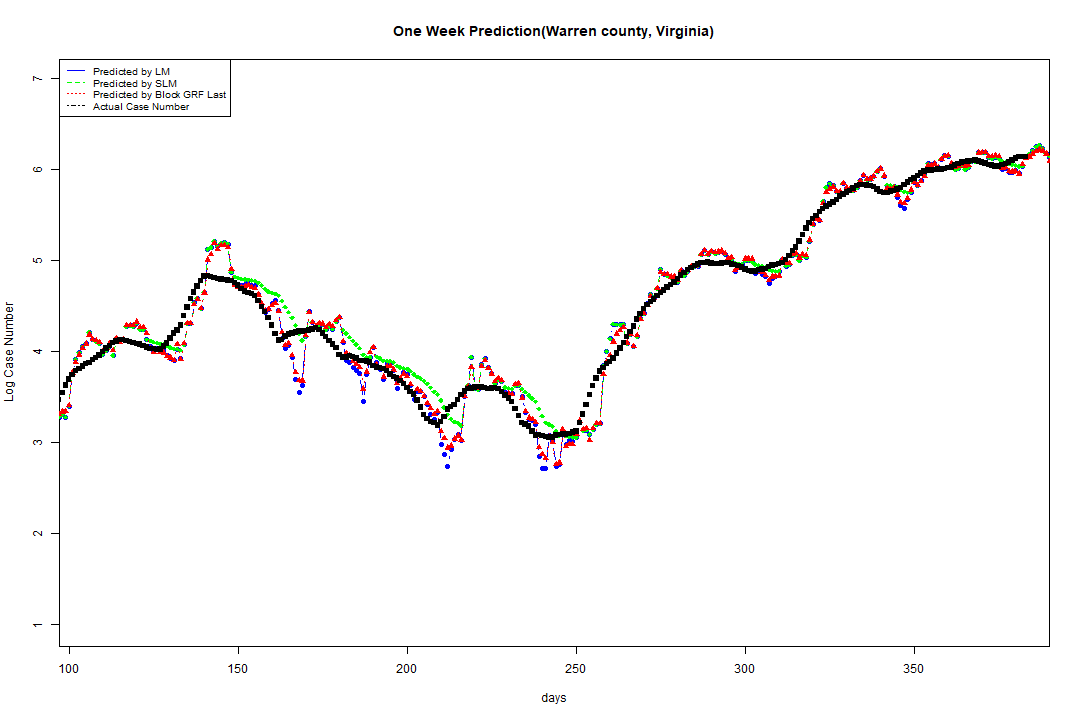 One Week Prediction(Warren county, Virginia)
Predicted by LM
Predicted by SLM
Predicted by Block GRF Last
Actual Case Number
7
6
5
4
3
2
1
Log Case Number
100 150 200 250 300 350
days